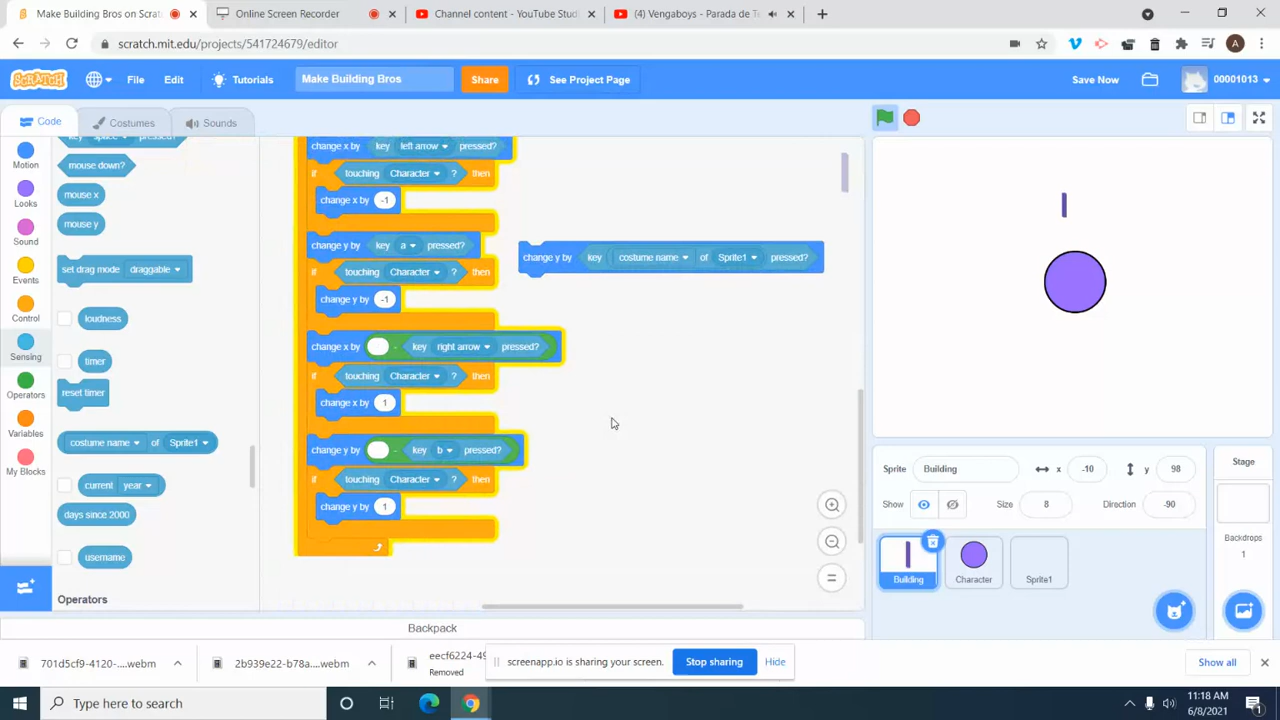 Make Building Bros on Scratc
Online Screen Recorder
Channel content - YouTube Studi
(4) Vengaboys - Parada de Te
scratch.mit.edu/projects/541724679/editor
A
SCRATCH
File
Edit
Tutorials
Make Building Bros
Share
See Project Page
Save Now
00001013
Code
Costumes
Sounds
Motion
Looks
Sound
Events
Control
Sensing
Operators
Variables
My Blocks
key space pressed?
mouse down?
mouse x
mouse y
set drag mode draggable
loudness
timer
reset timer
costume name of Sprite1
current year
days since 2000
username
Operators
change x by key left arrow pressed?
if touching Character ? then
change x by -1
change y by key a pressed?
if touching Character ? then
change y by -1
change x by - key right arrow pressed?
if touching Character ? then
change x by 1
change y by - key b pressed?
if touching Character ? then
change y by 1
change y by key costume name of Sprite1 pressed?
Sprite Building x -10 y 98
Show Size 8 Direction -90
Building
Character
Sprite1
Stage
Backdrops
1
Backpack
701d5cf9-4120-....webm
2b939e22-b78a....webm
eecf6224-49
Removed
screenapp.io is sharing your screen.
Stop sharing
Hide
Show all
Type here to search
11:18 AM
6/8/2021
1